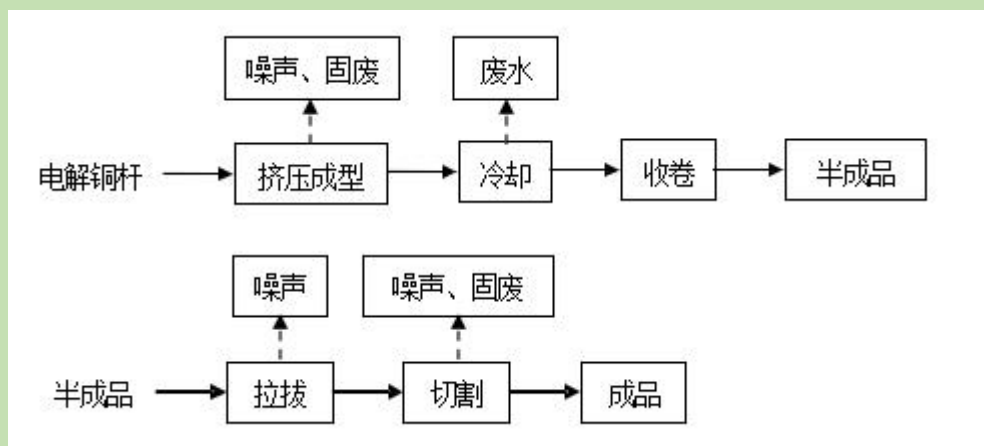 噪声、固废 废水
电解铜杆 挤压成型 冷却 收卷 半成品
噪声 噪声、固废
半成品 拉拔 切割 成品